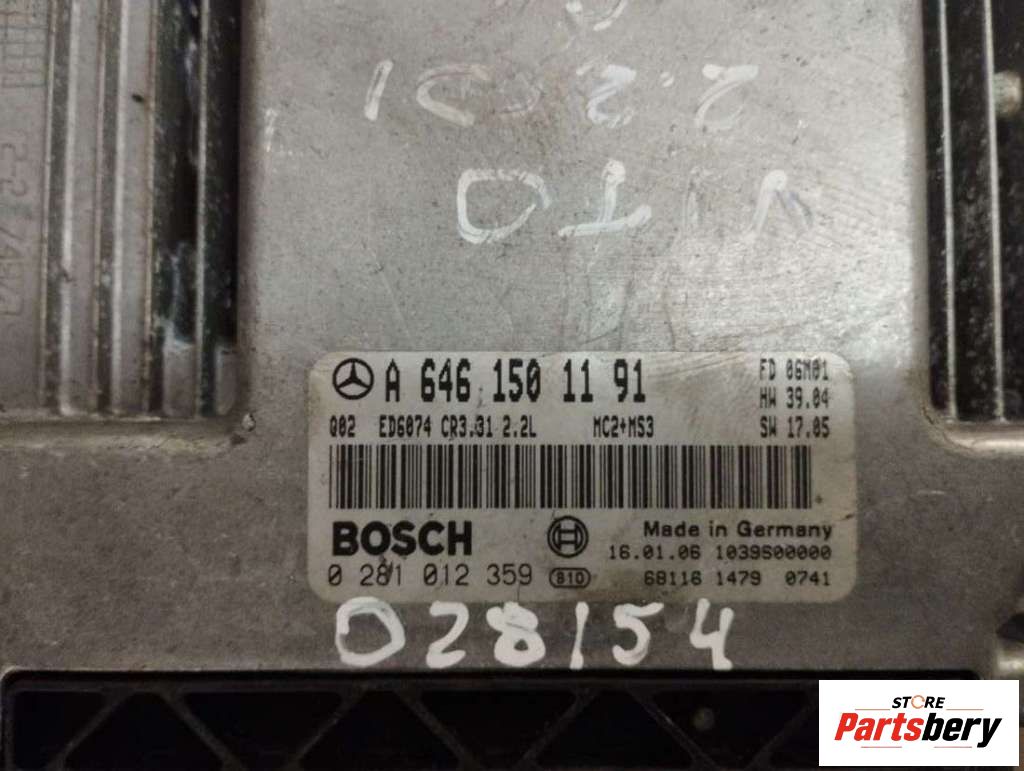 2.2 CDI
VITO
A 646 150 11 91
FD 06M01
HW 39.04
Q02 ED6074 CR3.31 2.2L MC2+MS3
SW 17.05
BOSCH
Made in Germany
16.01.06 1039S00000
0 281 012 359 810
68116 1479 0741
028154
STORE
Partsbery